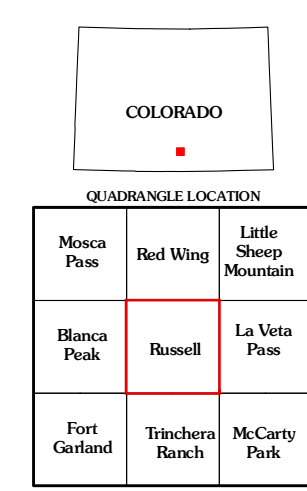 COLORADO
QUADRANGLE LOCATION
Mosca
Pass
Red Wing
Little
Sheep
Mountain
Blanca
Peak
Russell
La Veta
Pass
Fort
Garland
Trinchera
Ranch
McCarty
Park